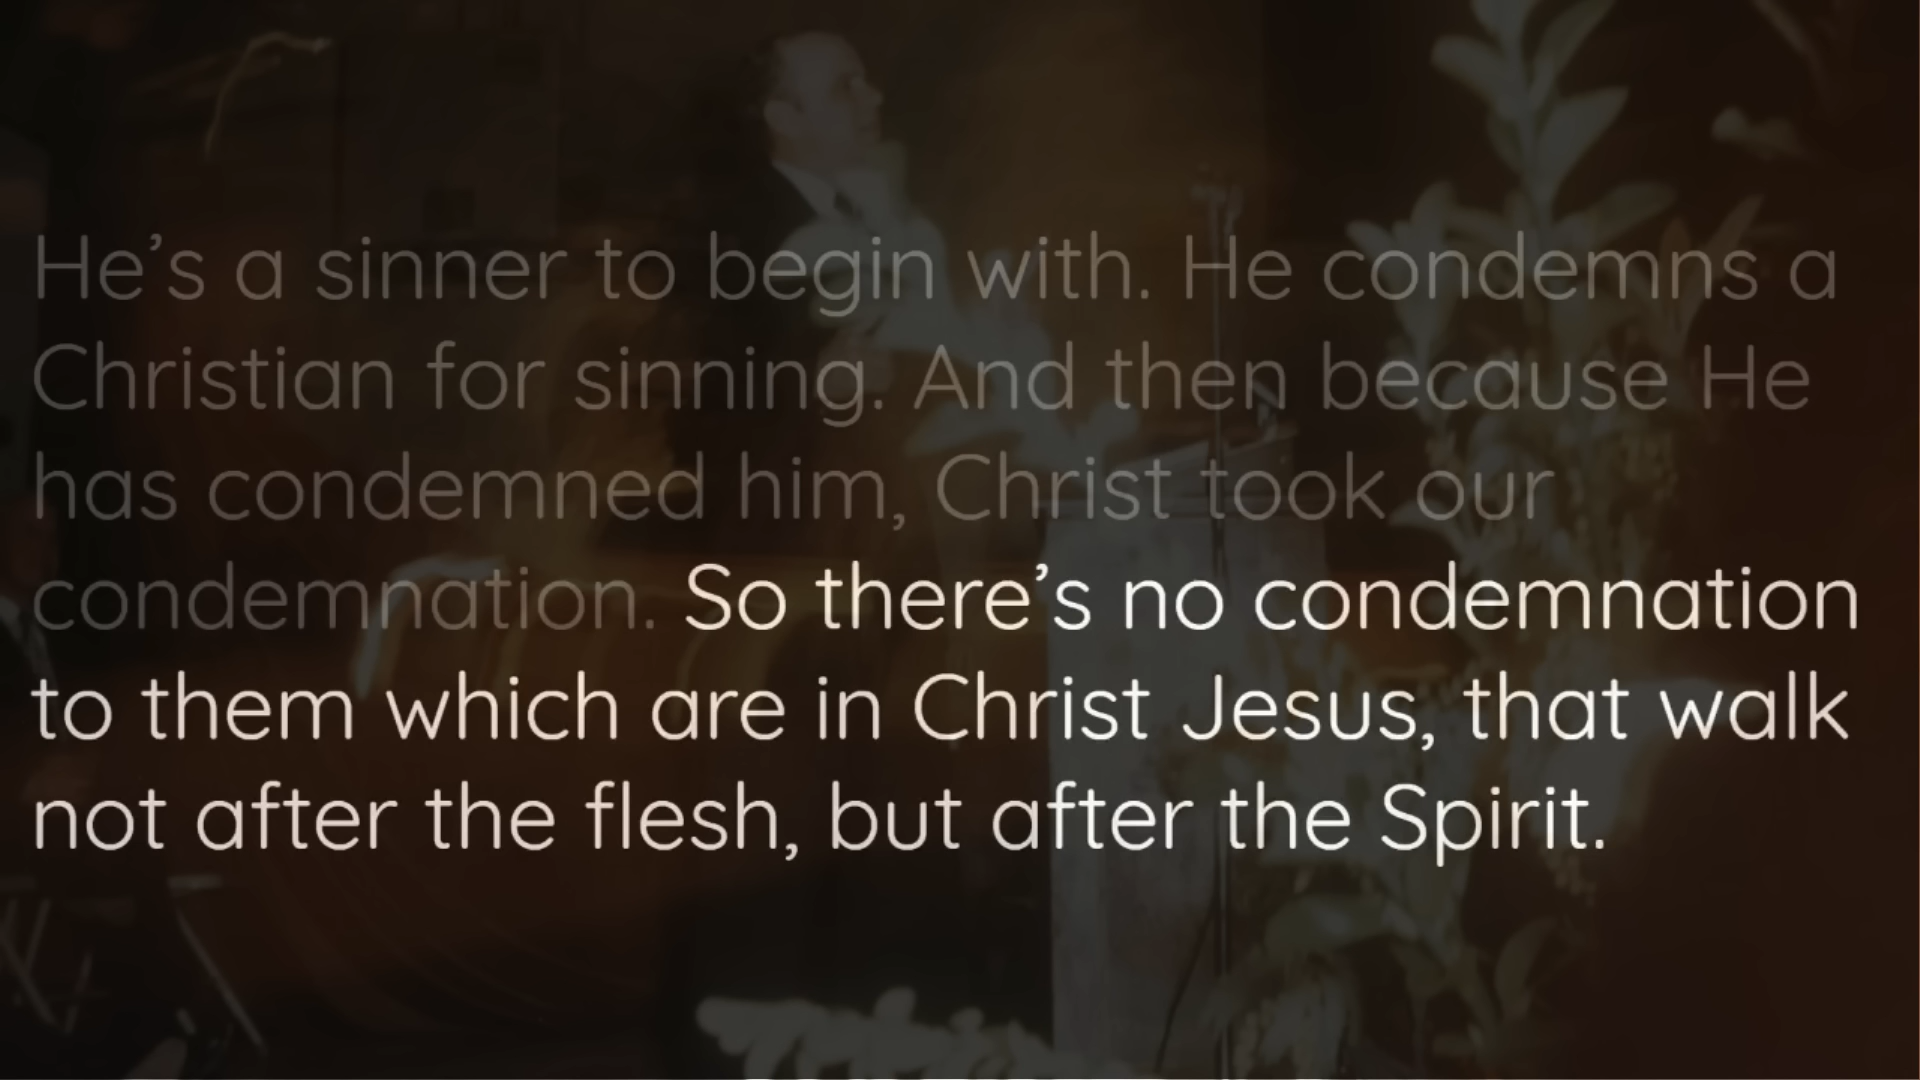 He’s a sinner to begin with. He condemns a
Christian for sinning. And then because He
has condemned him, Christ took our
condemnation. So there’s no condemnation
to them which are in Christ Jesus, that walk
not after the flesh, but after the Spirit.